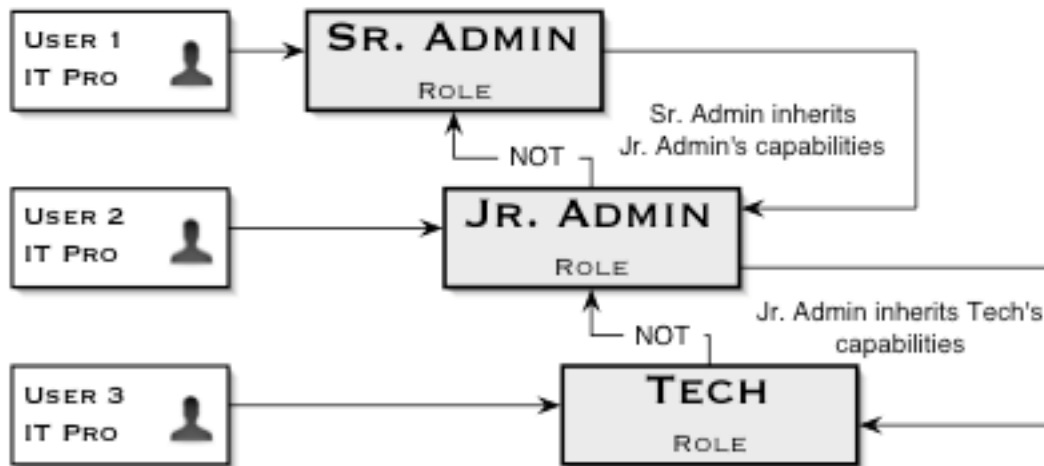 User 1
IT Pro
Sr. Admin
Role
Sr. Admin inherits
Jr. Admin's capabilities
NOT
User 2
IT Pro
Jr. Admin
Role
Jr. Admin inherits Tech's
capabilities
NOT
User 3
IT Pro
Tech
Role